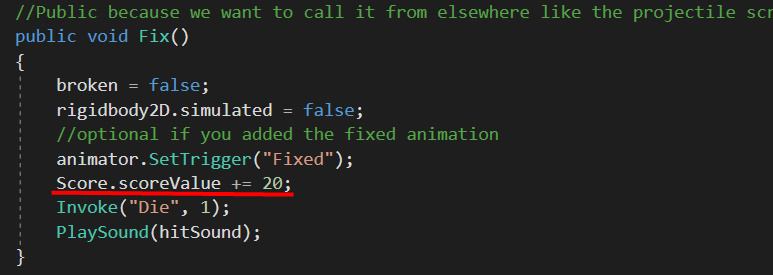 //Public because we want to call it from elsewhere like the projectile
public void Fix()
{
broken = false;
rigidbody2D.simulated = false;
//optional if you added the fixed animation
animator.SetTrigger("Fixed");
Score.scoreValue += 20;
Invoke("Die", 1);
PlaySound(hitSound);
}